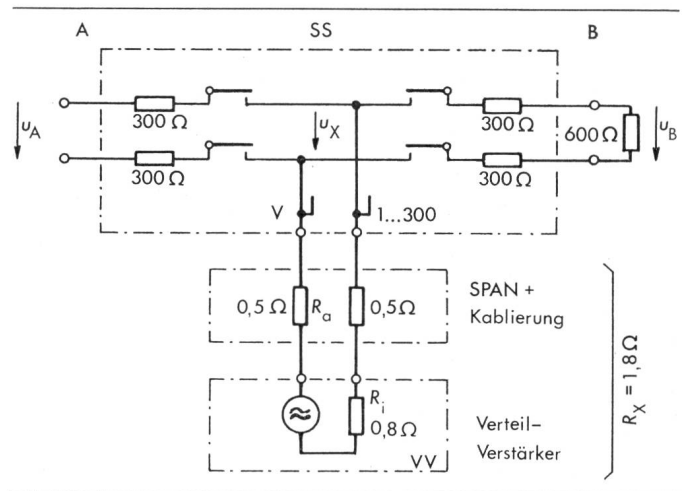 A SS B
300 Ω 300 Ω
u_A u_X 600 Ω u_B
300 Ω 300 Ω
V 1...300
0,5 Ω R_a 0,5 Ω SPAN +
Kablierung
R_X = 1,8 Ω
R_i
0,8 Ω Verteil–
Verstärker
VV